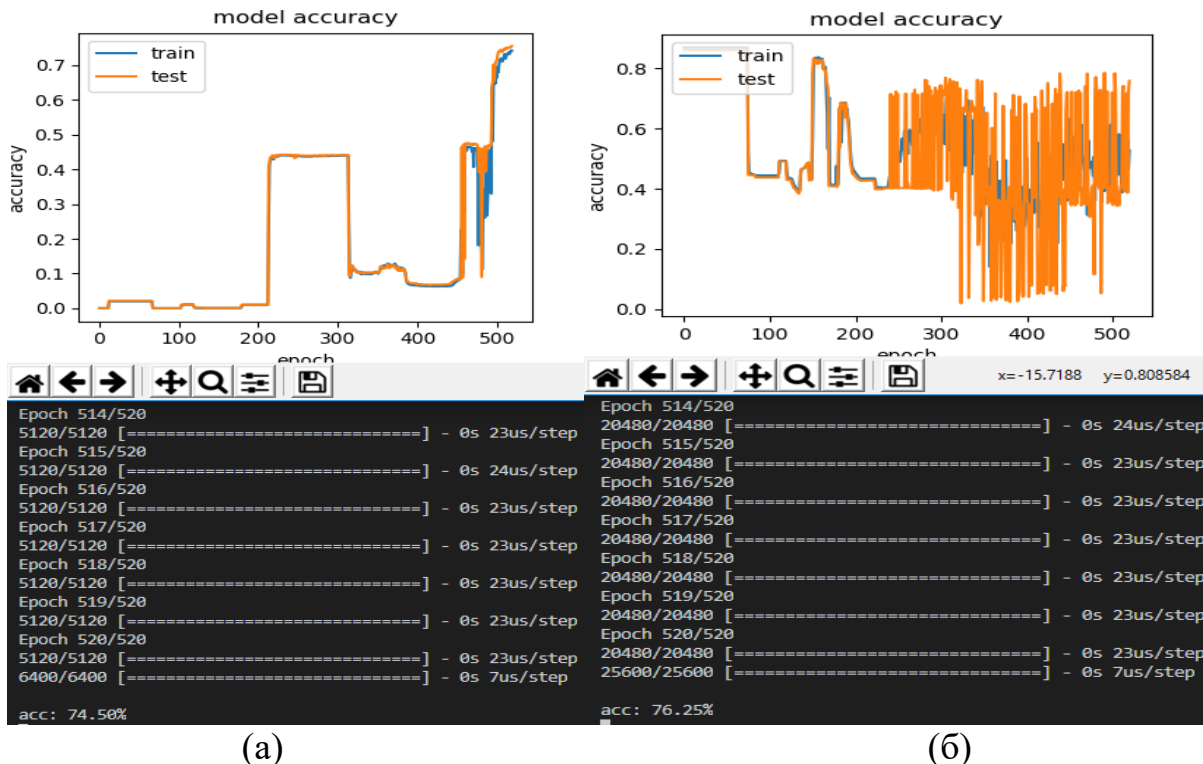 model accuracy
train
test
accuracy
0.7
0.6
0.5
0.4
0.3
0.2
0.1
0.0
0
100
200
300
400
500
epoch
Epoch 514/520
5120/5120 [==============================] - 0s 23us/step
Epoch 515/520
5120/5120 [==============================] - 0s 24us/step
Epoch 516/520
5120/5120 [==============================] - 0s 23us/step
Epoch 517/520
5120/5120 [==============================] - 0s 23us/step
Epoch 518/520
5120/5120 [==============================] - 0s 23us/step
Epoch 519/520
5120/5120 [==============================] - 0s 23us/step
Epoch 520/520
5120/5120 [==============================] - 0s 23us/step
6400/6400 [==============================] - 0s 7us/step
acc: 74.50%
(а)
model accuracy
train
test
accuracy
0.8
0.6
0.4
0.2
0.0
0
100
200
300
400
500
epoch
x=-15.7188 y=0.808584
Epoch 514/520
20480/20480 [==============================] - 0s 24us/step
Epoch 515/520
20480/20480 [==============================] - 0s 23us/step
Epoch 516/520
20480/20480 [==============================] - 0s 23us/step
Epoch 517/520
20480/20480 [==============================] - 0s 23us/step
Epoch 518/520
20480/20480 [==============================] - 0s 23us/step
Epoch 519/520
20480/20480 [==============================] - 0s 23us/step
Epoch 520/520
20480/20480 [==============================] - 0s 23us/step
25600/25600 [==============================] - 0s 7us/step
acc: 76.25%
(б)